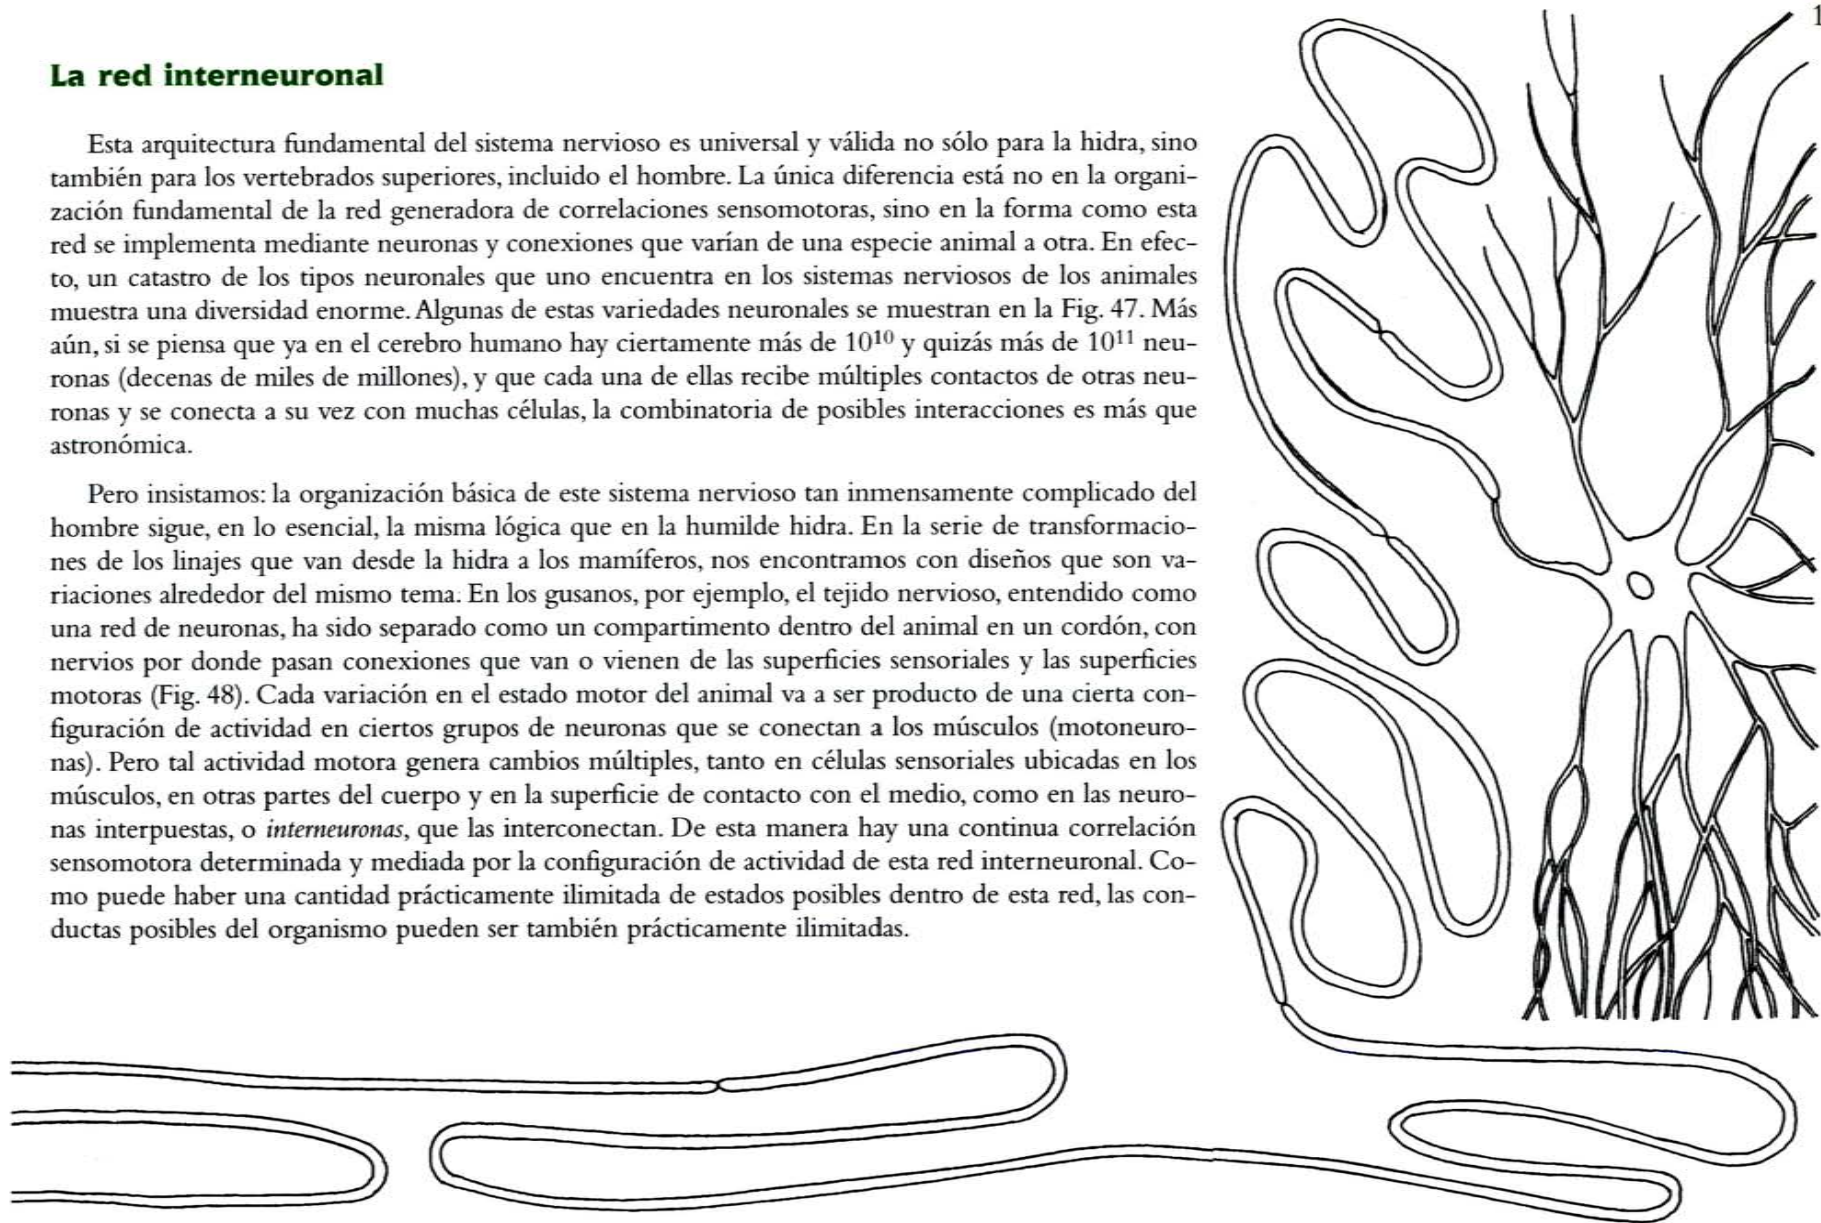 1
La red interneuronal
Esta arquitectura fundamental del sistema nervioso es universal y válida no sólo para la hidra, sino
también para los vertebrados superiores, incluido el hombre. La única diferencia está no en la organi-
zación fundamental de la red generadora de correlaciones sensomotoras, sino en la forma como esta
red se implementa mediante neuronas y conexiones que varían de una especie animal a otra. En efec-
to, un catastro de los tipos neuronales que uno encuentra en los sistemas nerviosos de los animales
muestra una diversidad enorme. Algunas de estas variedades neuronales se muestran en la Fig. 47. Más
aún, si se piensa que ya en el cerebro humano hay ciertamente más de 10¹⁰ y quizás más de 10¹¹ neu-
ronas (decenas de miles de millones), y que cada una de ellas recibe múltiples contactos de otras neu-
ronas y se conecta a su vez con muchas células, la combinatoria de posibles interacciones es más que
astronómica.
Pero insistamos: la organización básica de este sistema nervioso tan inmensamente complicado del
hombre sigue, en lo esencial, la misma lógica que en la humilde hidra. En la serie de transformacio-
nes de los linajes que van desde la hidra a los mamíferos, nos encontramos con diseños que son va-
riaciones alrededor del mismo tema. En los gusanos, por ejemplo, el tejido nervioso, entendido como
una red de neuronas, ha sido separado como un compartimento dentro del animal en un cordón, con
nervios por donde pasan conexiones que van o vienen de las superficies sensoriales y las superficies
motoras (Fig. 48). Cada variación en el estado motor del animal va a ser producto de una cierta con-
figuración de actividad en ciertos grupos de neuronas que se conectan a los músculos (motoneuro-
nas). Pero tal actividad motora genera cambios múltiples, tanto en células sensoriales ubicadas en los
músculos, en otras partes del cuerpo y en la superficie de contacto con el medio, como en las neuro-
nas interpuestas, o interneuronas, que las interconectan. De esta manera hay una continua correlación
sensomotora determinada y mediada por la configuración de actividad de esta red interneuronal. Co-
mo puede haber una cantidad prácticamente ilimitada de estados posibles dentro de esta red, las con-
ductas posibles del organismo pueden ser también prácticamente ilimitadas.